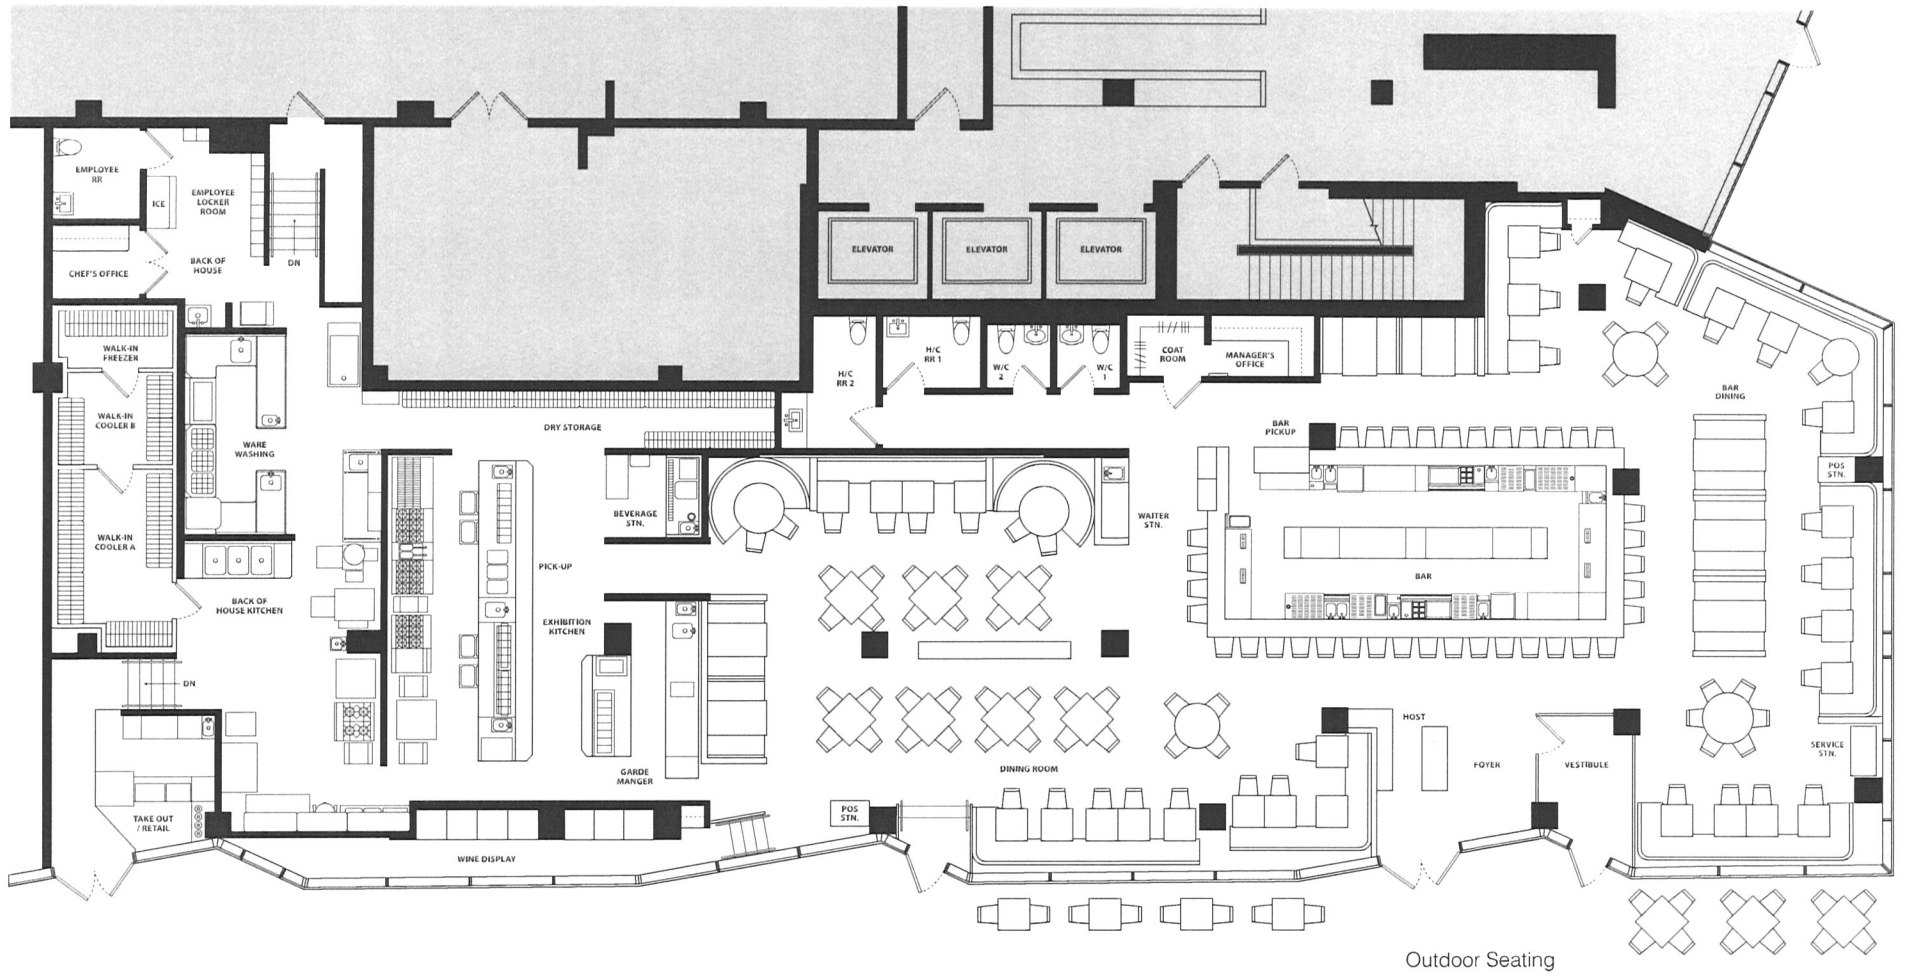 EMPLOYEE
RR
ICE
EMPLOYEE
LOCKER
ROOM
BACK OF
HOUSE
DN
CHEF'S OFFICE
ELEVATOR
ELEVATOR
ELEVATOR
WALK-IN
FREEZER
WALK-IN
COOLER B
WALK-IN
COOLER A
WARE
WASHING
DRY STORAGE
H/C
RR 2
H/C
RR 1
W/C
2
W/C
1
COAT
ROOM
MANAGER'S
OFFICE
BAR
DINING
BAR
PICKUP
POS
STN.
BEVERAGE
STN.
WAITER
STN.
PICK-UP
BAR
BACK OF
HOUSE KITCHEN
EXHIBITION
KITCHEN
DN
HOST
GARDE
MANGER
DINING ROOM
FOYER
VESTIBULE
SERVICE
STN.
TAKE OUT
/ RETAIL
POS
STN.
WINE DISPLAY
Outdoor Seating